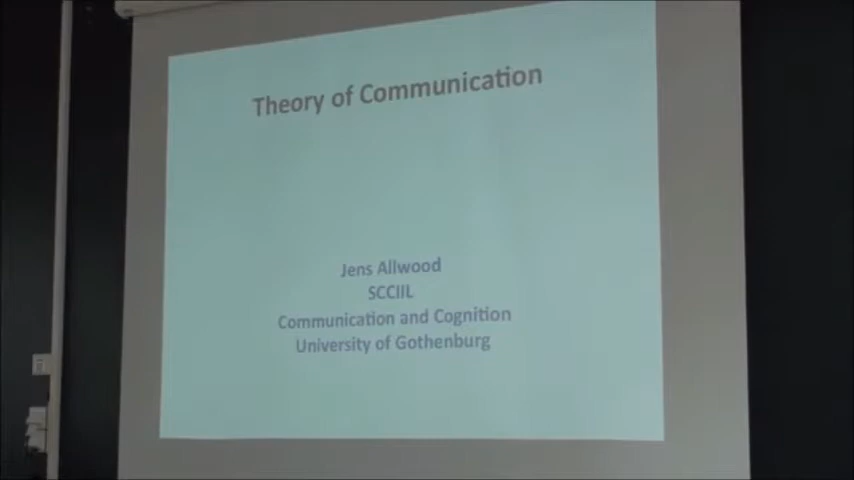 Theory of Communication
Jens Allwood
SCCIIL
Communication and Cognition
University of Gothenburg